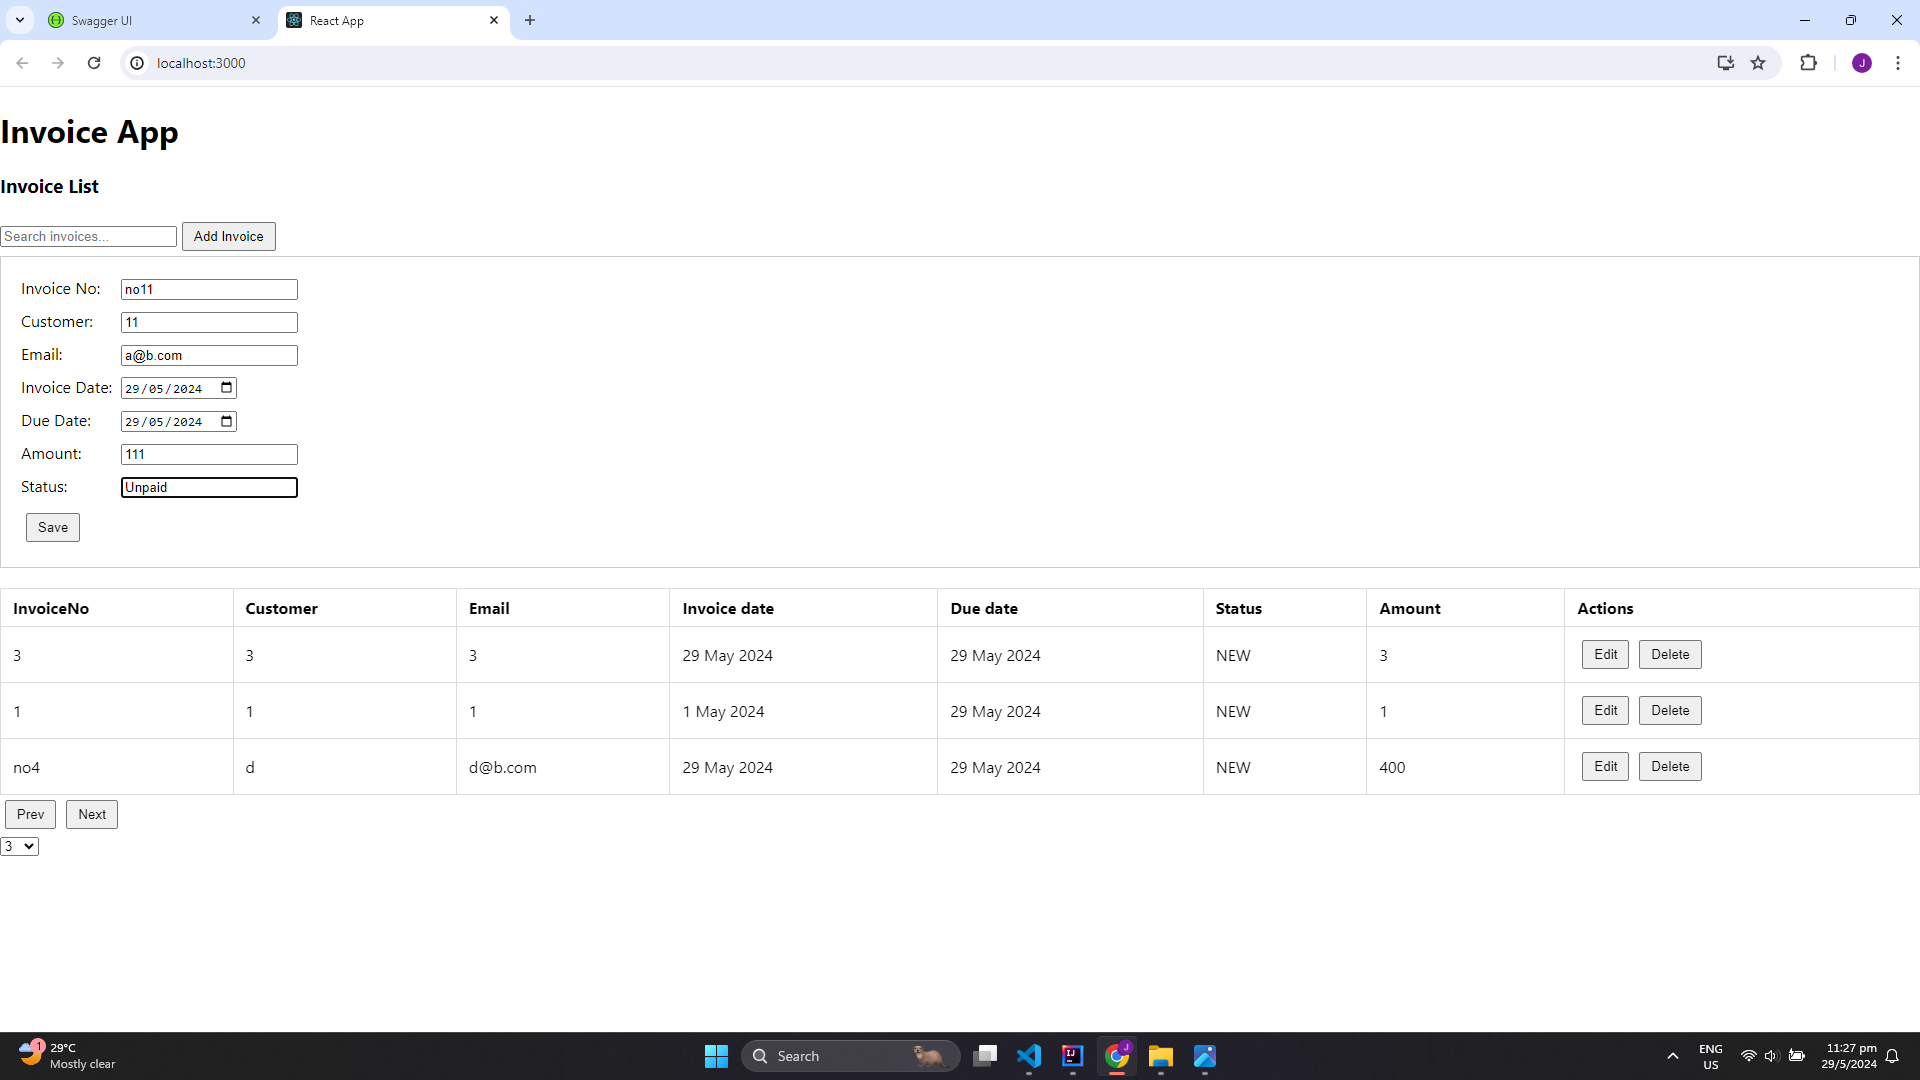 Swagger UI
React App
localhost:3000
J
Invoice App
Invoice List
Search invoices... Add Invoice
Invoice No: no11
Customer: 11
Email: a@b.com
Invoice Date: 29/05/2024
Due Date: 29/05/2024
Amount: 111
Status: Unpaid
Save
InvoiceNo Customer Email Invoice date Due date Status Amount Actions
3 3 3 29 May 2024 29 May 2024 NEW 3 Edit Delete
1 1 1 1 May 2024 29 May 2024 NEW 1 Edit Delete
no4 d d@b.com 29 May 2024 29 May 2024 NEW 400 Edit Delete
Prev Next
3
1
29°C
Mostly clear
Search
IJ
J
ENG
US
11:27 pm
29/5/2024